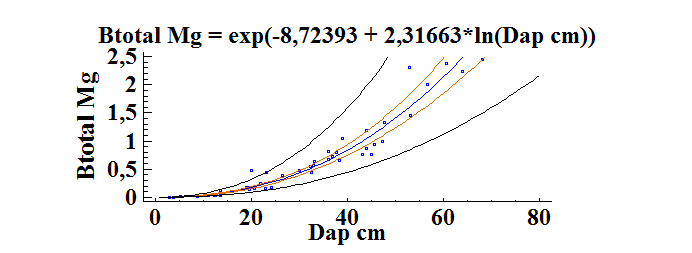 Btotal Mg = exp(-8,72393 + 2,31663*ln(Dap cm))
2,5
2
1,5
1
0,5
0
Btotal Mg
0 20 40 60 80
Dap cm